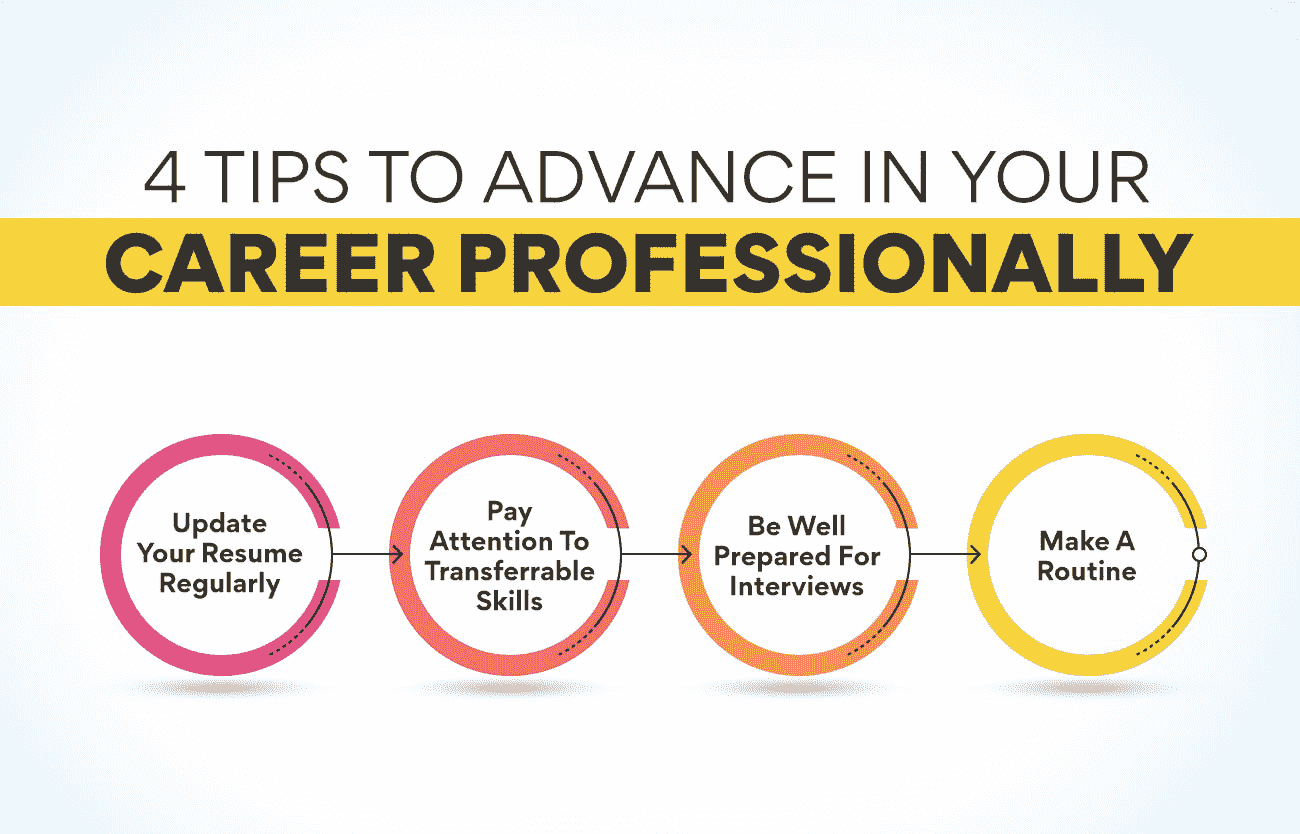 4 TIPS TO ADVANCE IN YOUR
CAREER PROFESSIONALLY
Update
Your Resume
Regularly
Pay
Attention To
Transferrable
Skills
Be Well
Prepared For
Interviews
Make A
Routine